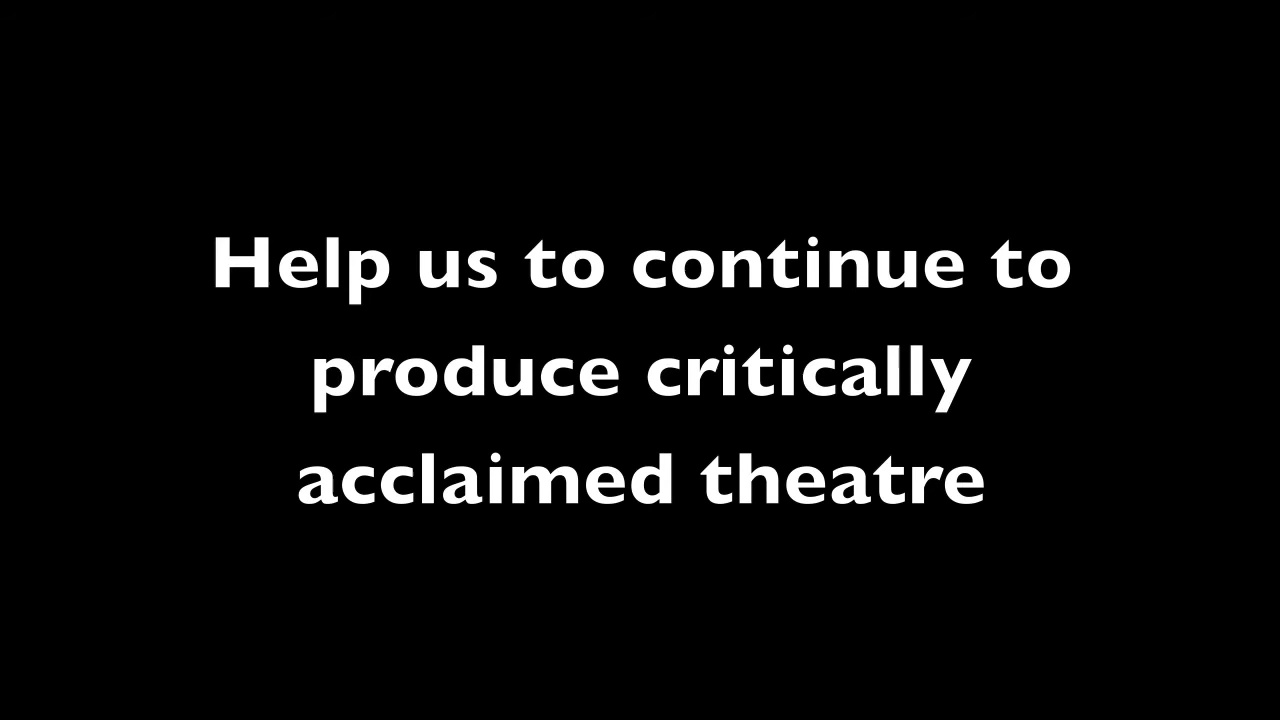 Help us to continue to
produce critically
acclaimed theatre